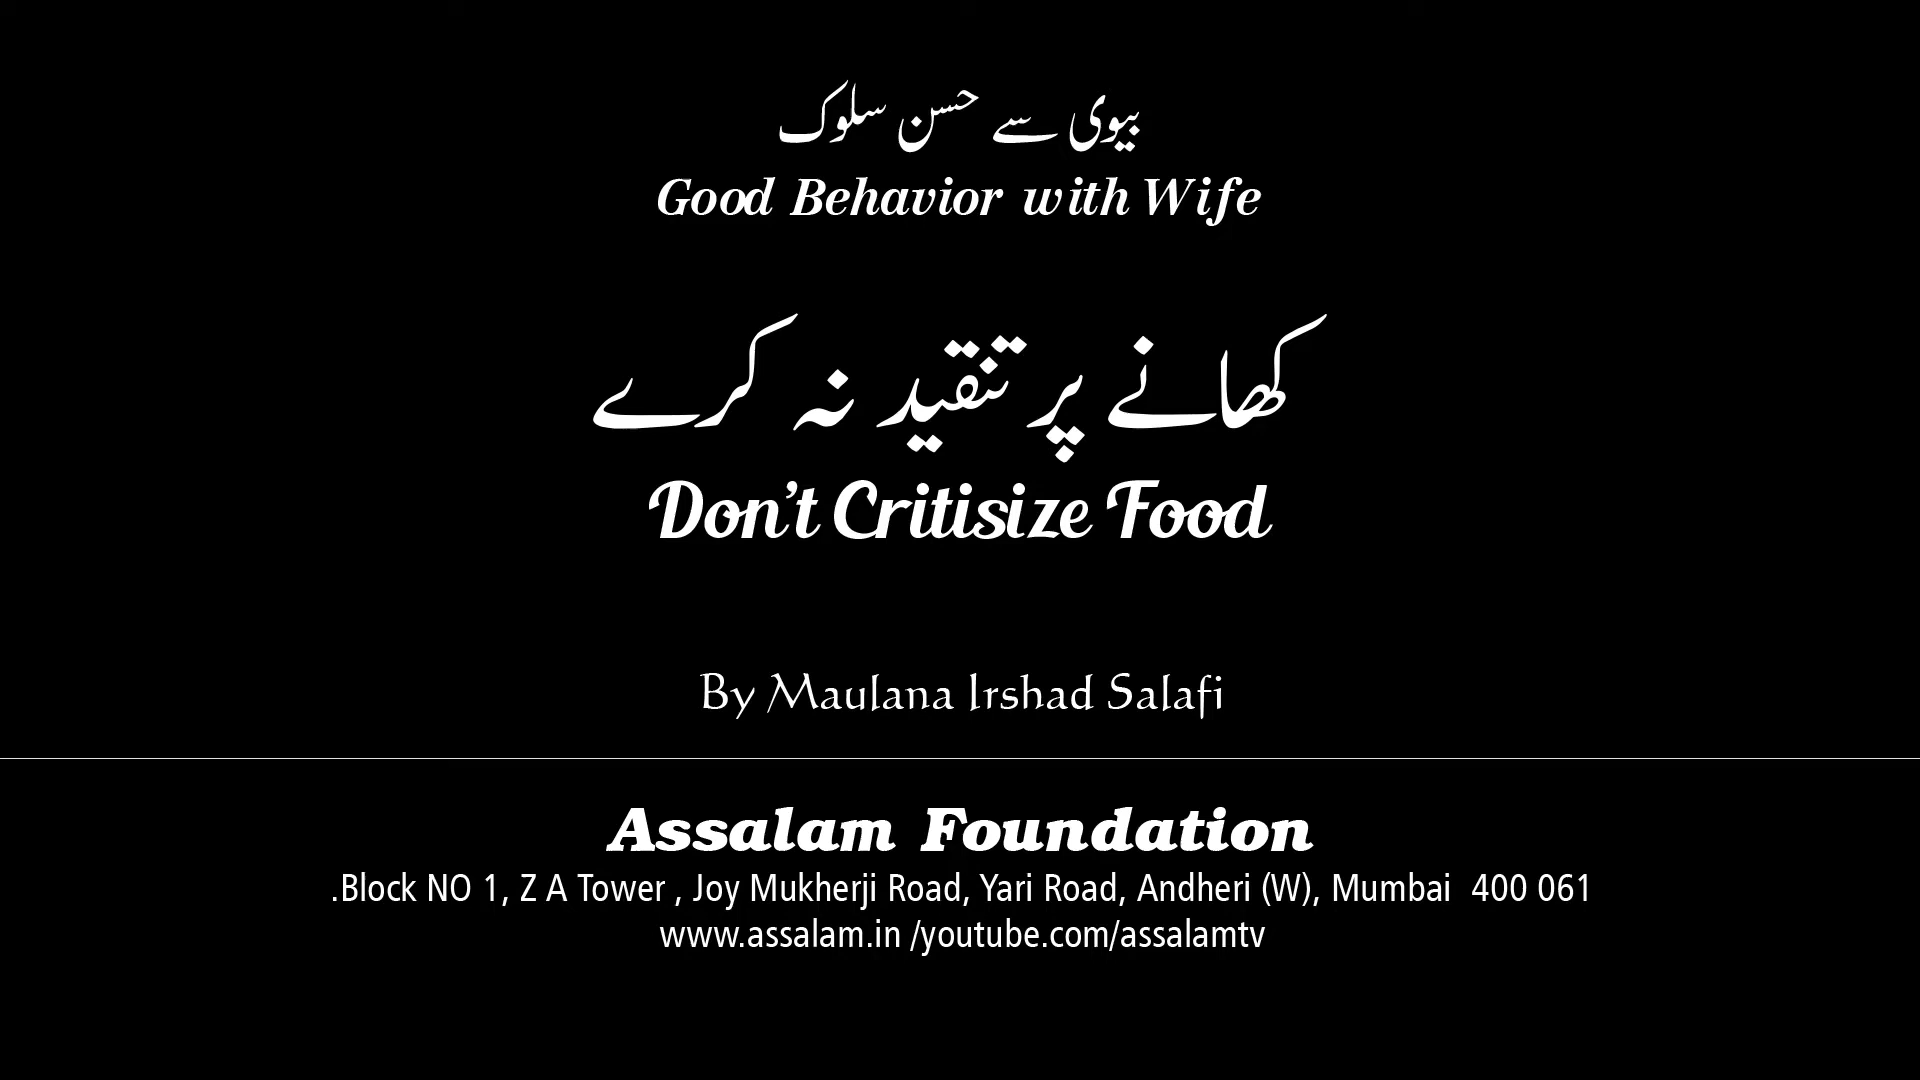 بیوی سے حسن سلوک
Good Behavior with Wife
کھانے پر تنقید نہ کرے
Don't Critisize Food
By Maulana Irshad Salafi
Assalam Foundation
.Block NO 1, Z A Tower , Joy Mukherji Road, Yari Road, Andheri (W), Mumbai 400 061
www.assalam.in /youtube.com/assalamtv